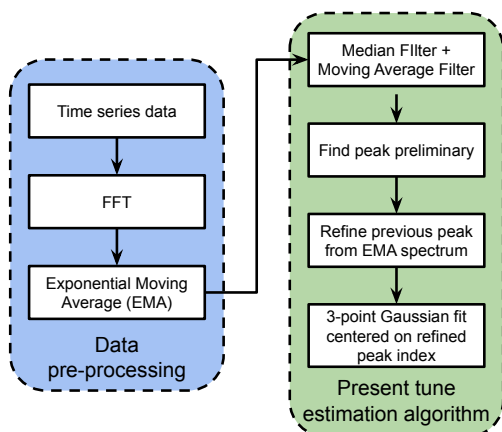 Time series data
FFT
Exponential Moving
Average (EMA)
Data
pre-processing
Median FIlter +
Moving Average Filter
Find peak preliminary
Refine previous peak
from EMA spectrum
3-point Gaussian fit
centered on refined
peak index
Present tune
estimation algorithm